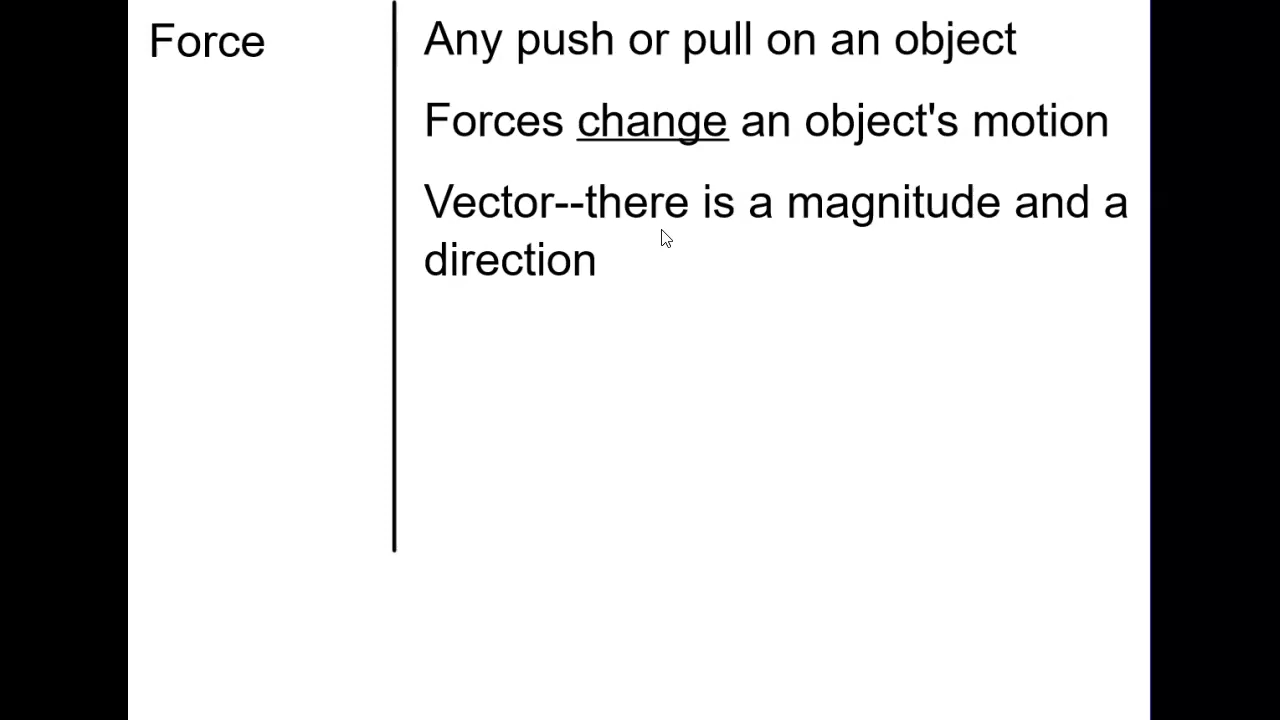 Force
Any push or pull on an object
Forces change an object's motion
Vector--there is a magnitude and a
direction